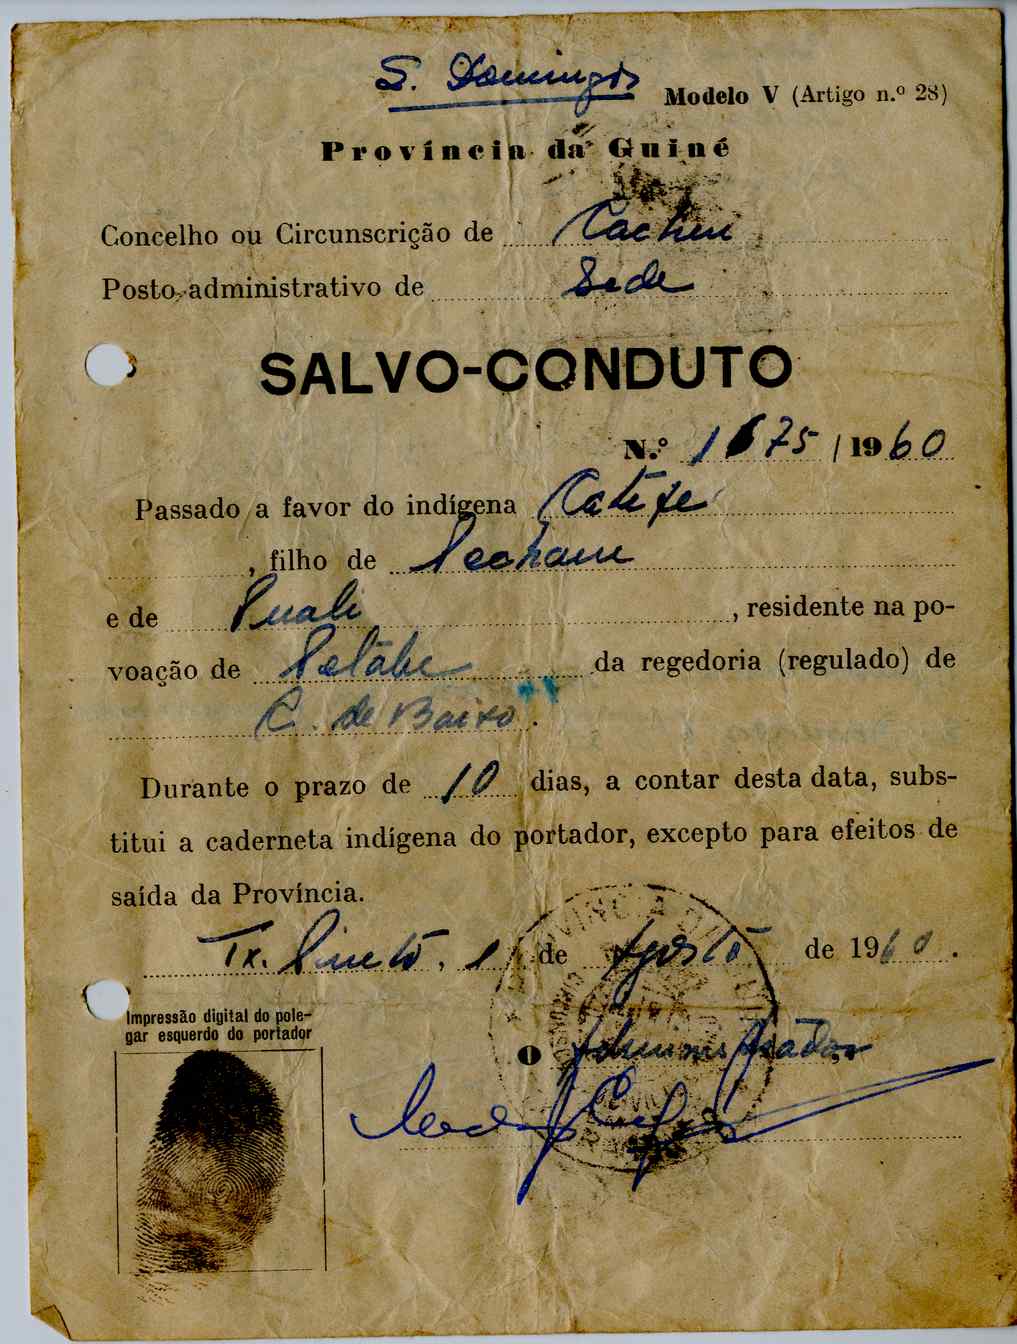 S. Domingos
Modelo V (Artigo n.º 28)
Província da Guiné
Concelho ou Circunscrição de Cacheu
Posto administrativo de Sede
SALVO-CONDUTO
N.º 1675/1960
Passado a favor do indígena
, filho de
e de , residente na po-
voação de da regedoria (regulado) de
C. de Baixo.
Durante o prazo de 10 dias, a contar desta data, subs-
titui a caderneta indígena do portador, excepto para efeitos de
saída da Província.
Tx. Pinto, 1 de Agosto de 1960.
Impressão digital do pole-
gar esquerdo do portador
O Administrador